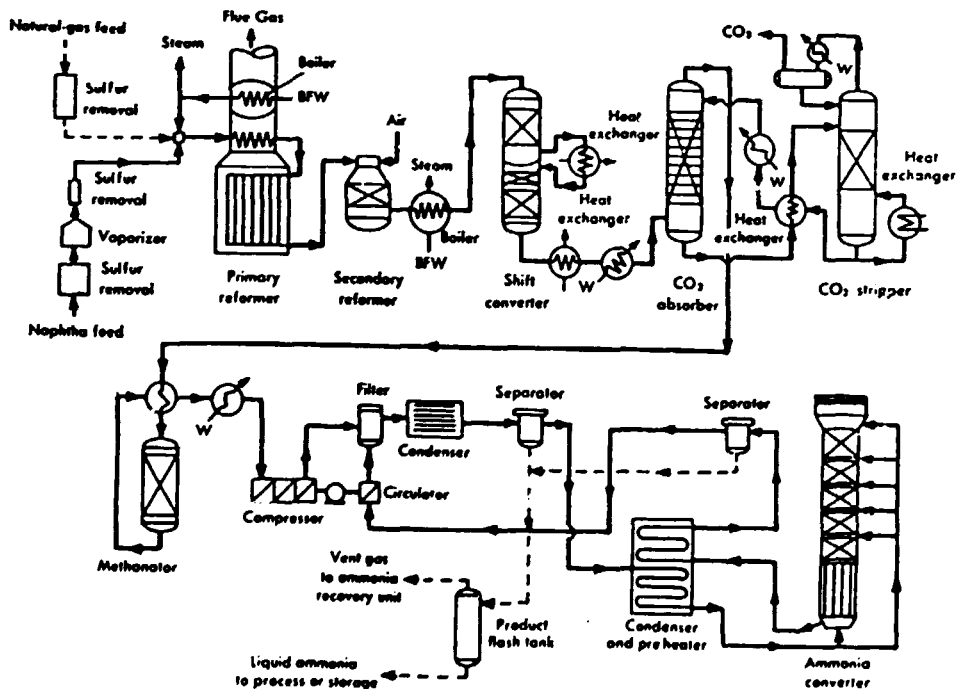 Flue Gas
Natural-gas feed
Steam
Boiler
BFW
Sulfur
removal
Sulfur
removal
Vaporizer
Sulfur
removal
Naphtha feed
Primary
reformer
Air
Secondary
reformer
Steam
Boiler
BFW
Heat
exchanger
Heat
exchanger
W
Shift
converter
CO2
absorber
W
Heat
exchanger
CO2
W
Heat
exchanger
CO2 stripper
W
Methanator
Compressor
Filter
Circulator
Condenser
Separator
Separator
Vent gas
to ammonia
recovery unit
Product
flash tank
Liquid ammonia
to process or storage
Condenser
and preheater
Ammonia
converter